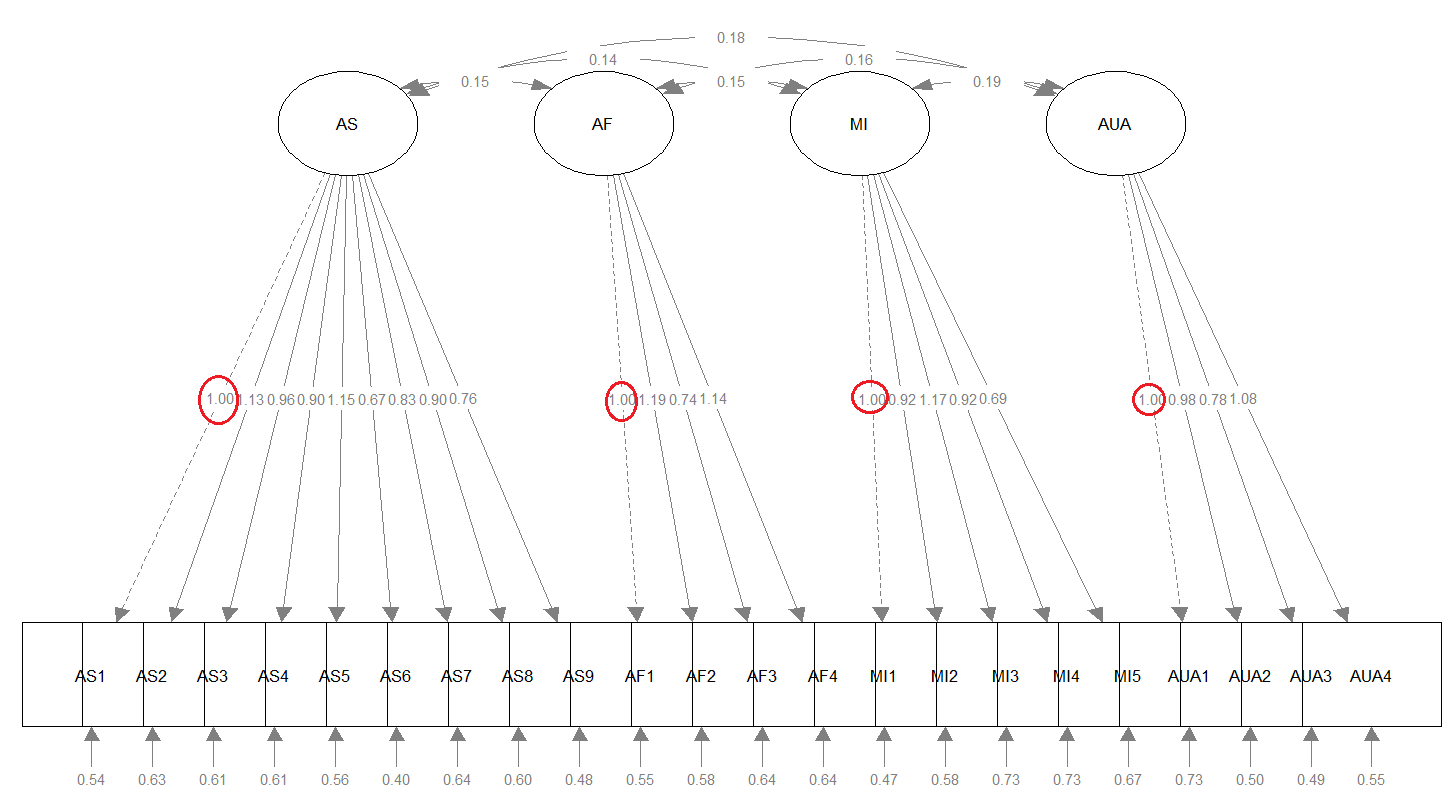 0.18
0.14 0.16
0.15 0.15 0.19
AS AF MI AUA
1.00 1.13 0.96 0.90 1.15 0.67 0.83 0.90 0.76 1.00 1.19 0.74 1.14 1.00 0.92 1.17 0.92 0.69 1.00 0.98 0.78 1.08
AS1 AS2 AS3 AS4 AS5 AS6 AS7 AS8 AS9 AF1 AF2 AF3 AF4 MI1 MI2 MI3 MI4 MI5 AUA1 AUA2 AUA3 AUA4
0.54 0.63 0.61 0.61 0.56 0.40 0.64 0.60 0.48 0.55 0.58 0.64 0.64 0.47 0.58 0.73 0.73 0.67 0.73 0.50 0.49 0.55